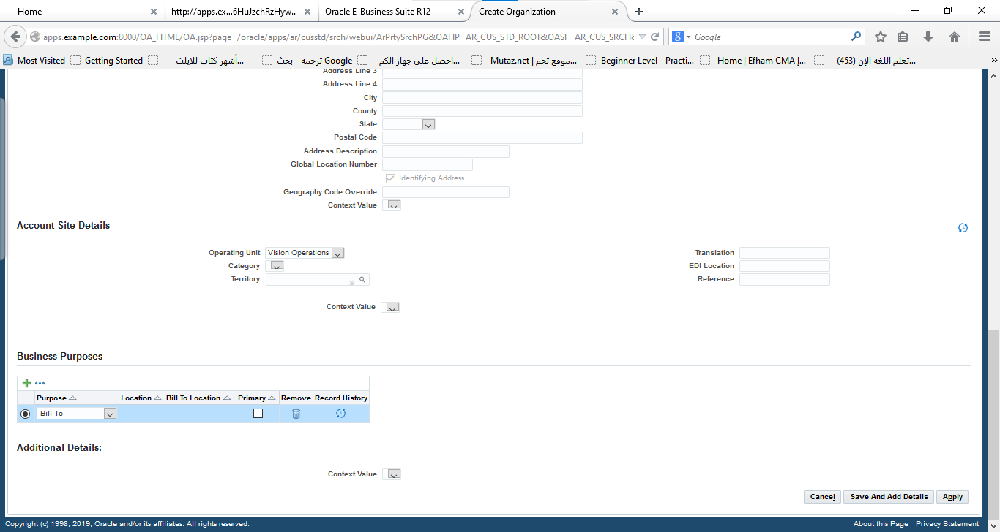 Home
http://apps.ex...6HuJzchRzHyw..
Oracle E-Business Suite R12
Create Organization
apps.example.com:8000/OA_HTML/OA.jsp?page=/oracle/apps/ar/cusstd/srch/webui/ArPrtySrchPG&OAHP=AR_CUS_STD_ROOT&OASF=AR_CUS_SRCH&
8
Google
Most Visited
Getting Started
أشهر كتاب للايلت...
ترجمة - بحث Google
احصل على جهاز الكم...
Mutaz.net | موقع تحم...
Beginner Level - Practi...
Home | Efham CMA | إ...
(453) تعلم اللغة الإن...
Address Line 3
Address Line 4
City
County
State
Postal Code
Address Description
Global Location Number
Identifying Address
Geography Code Override
Context Value
Account Site Details
Operating Unit Vision Operations
Translation
Category
EDI Location
Territory
Reference
Context Value
Business Purposes
Purpose Location Bill To Location Primary Remove Record History
Bill To
Additional Details:
Context Value
Cancel Save And Add Details Apply
Copyright (c) 1998, 2019, Oracle and/or its affiliates. All rights reserved.
About this Page Privacy Statement